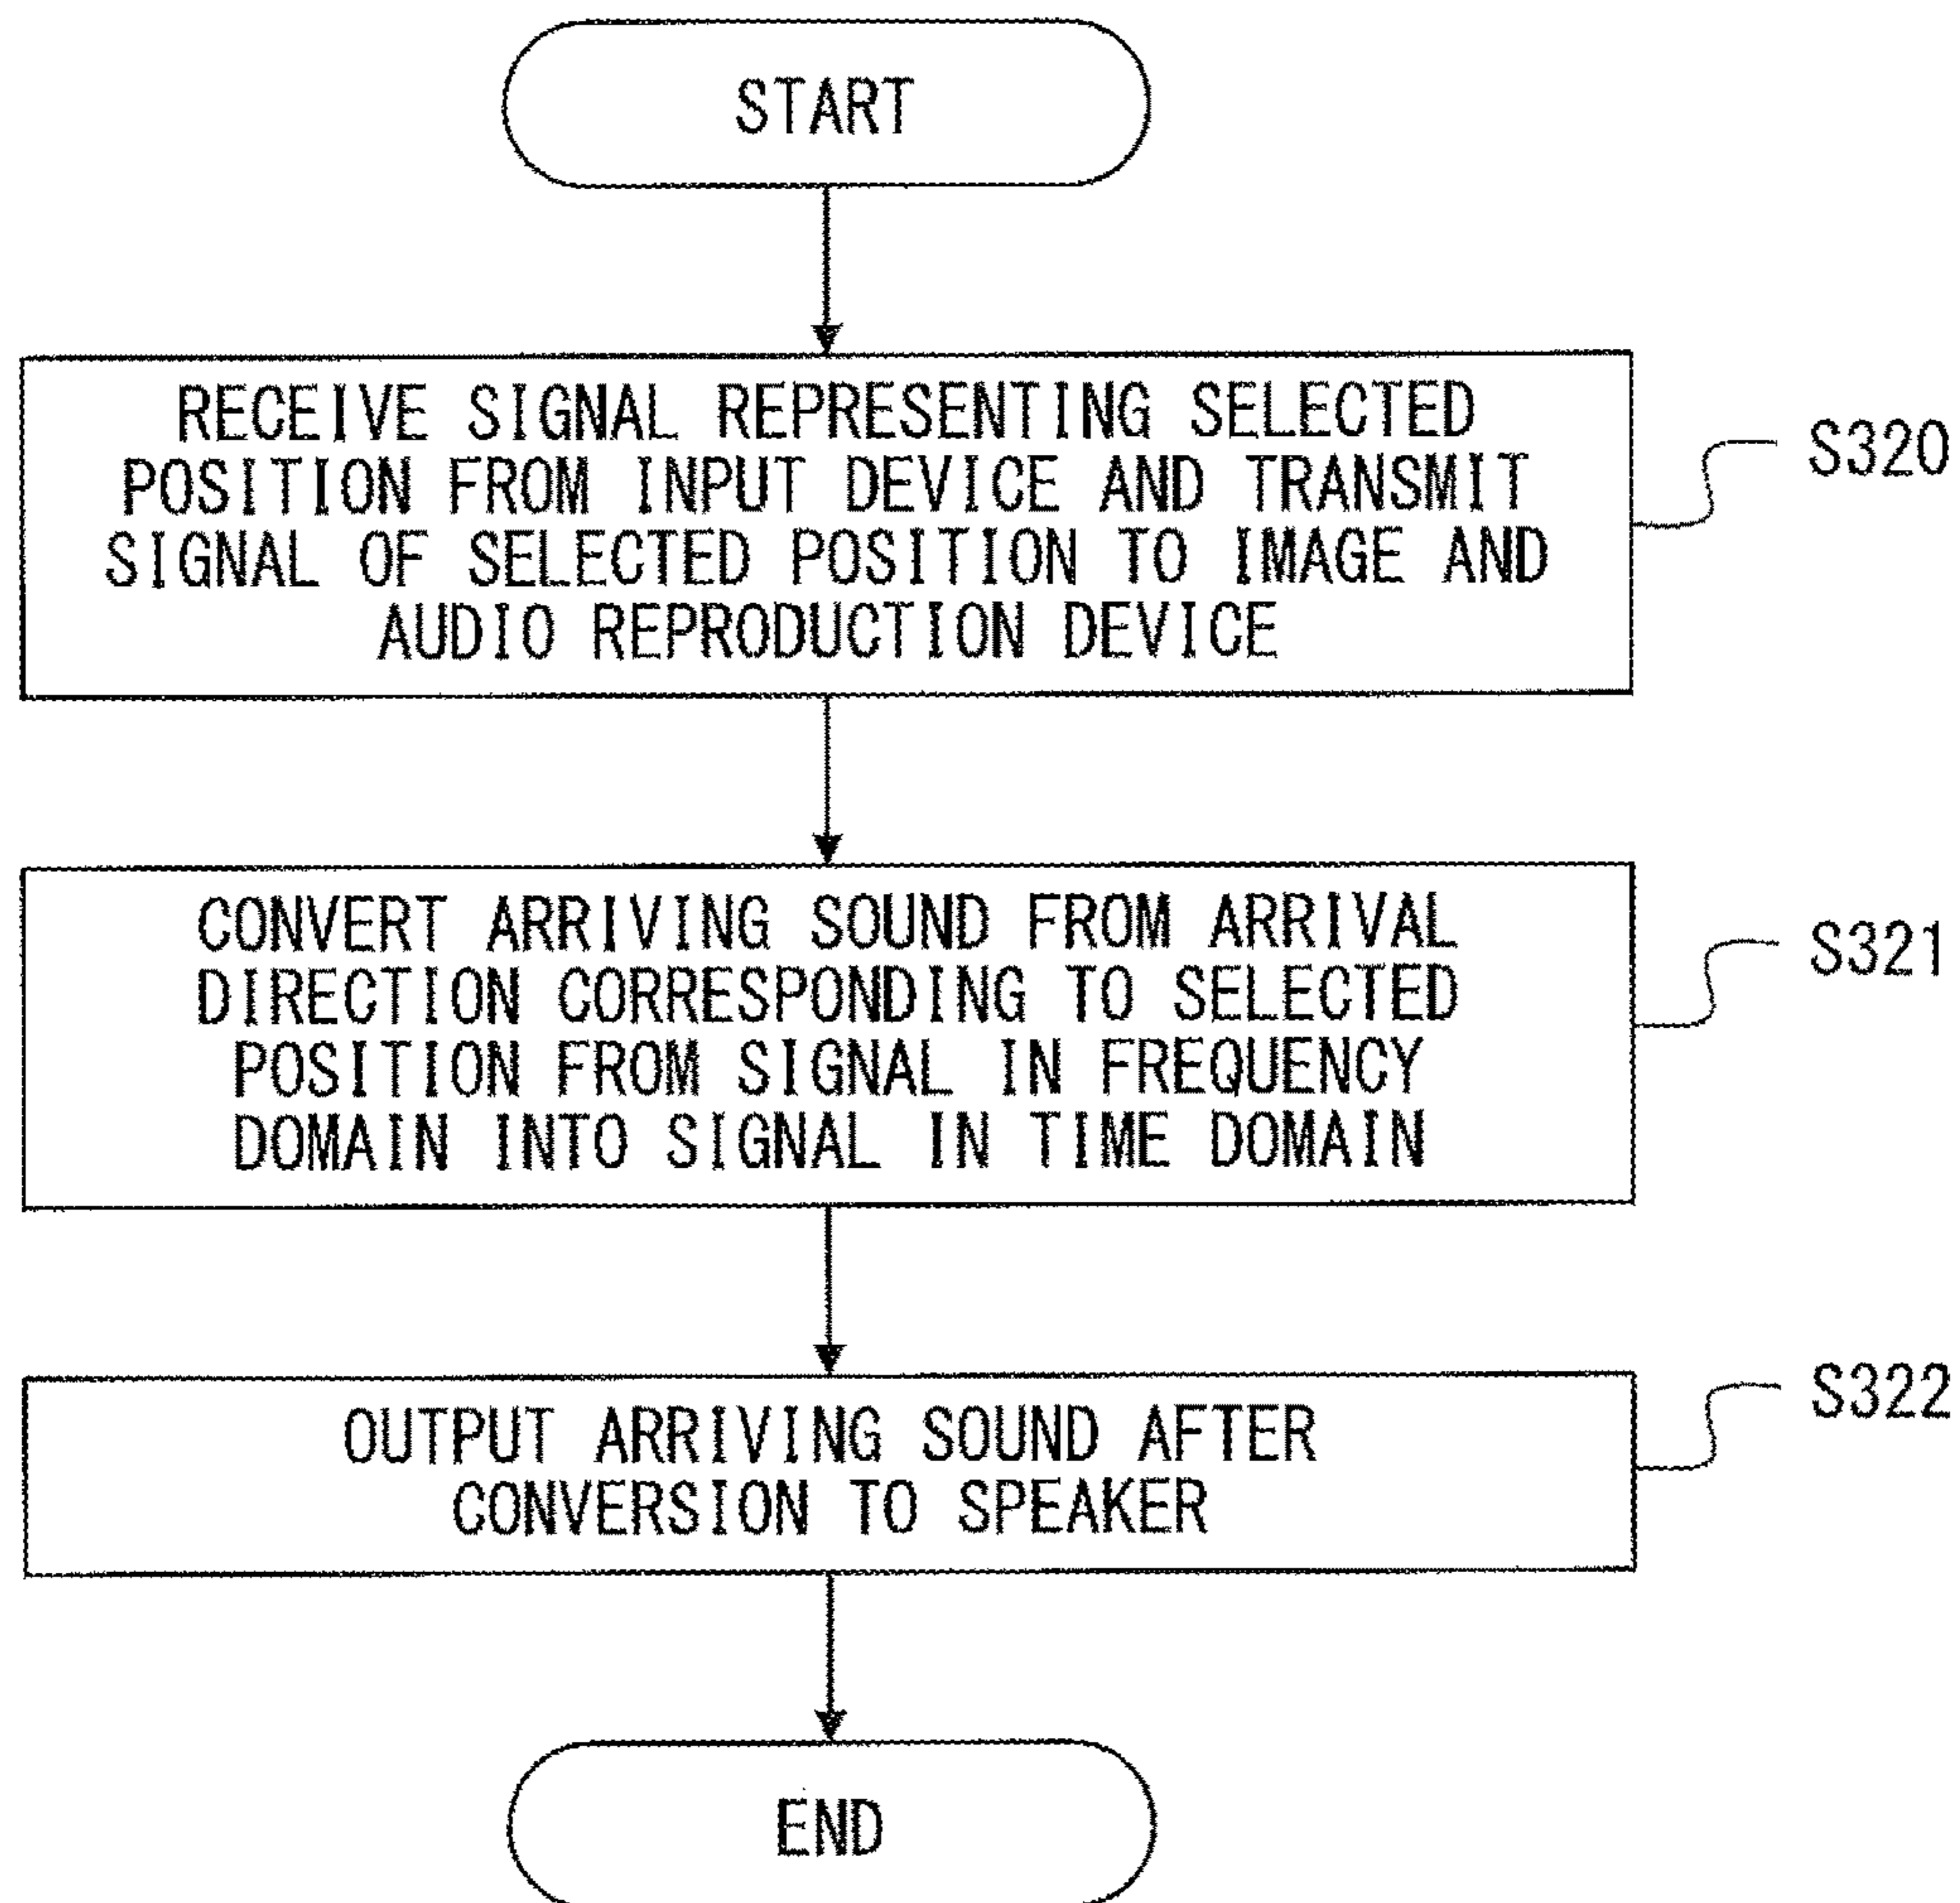 START
RECEIVE SIGNAL REPRESENTING SELECTED
POSITION FROM INPUT DEVICE AND TRANSMIT
SIGNAL OF SELECTED POSITION TO IMAGE AND
AUDIO REPRODUCTION DEVICE
S320
CONVERT ARRIVING SOUND FROM ARRIVAL
DIRECTION CORRESPONDING TO SELECTED
POSITION FROM SIGNAL IN FREQUENCY
DOMAIN INTO SIGNAL IN TIME DOMAIN
S321
OUTPUT ARRIVING SOUND AFTER
CONVERSION TO SPEAKER
S322
END